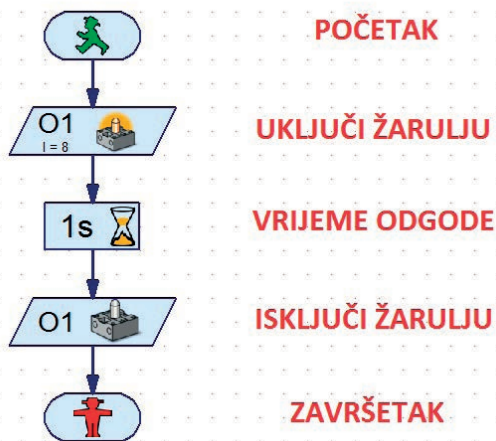 POČETAK
O1
I = 8
UKLJUČI ŽARULJU
1s
VRIJEME ODGODE
O1
ISKLJUČI ŽARULJU
ZAVRŠETAK